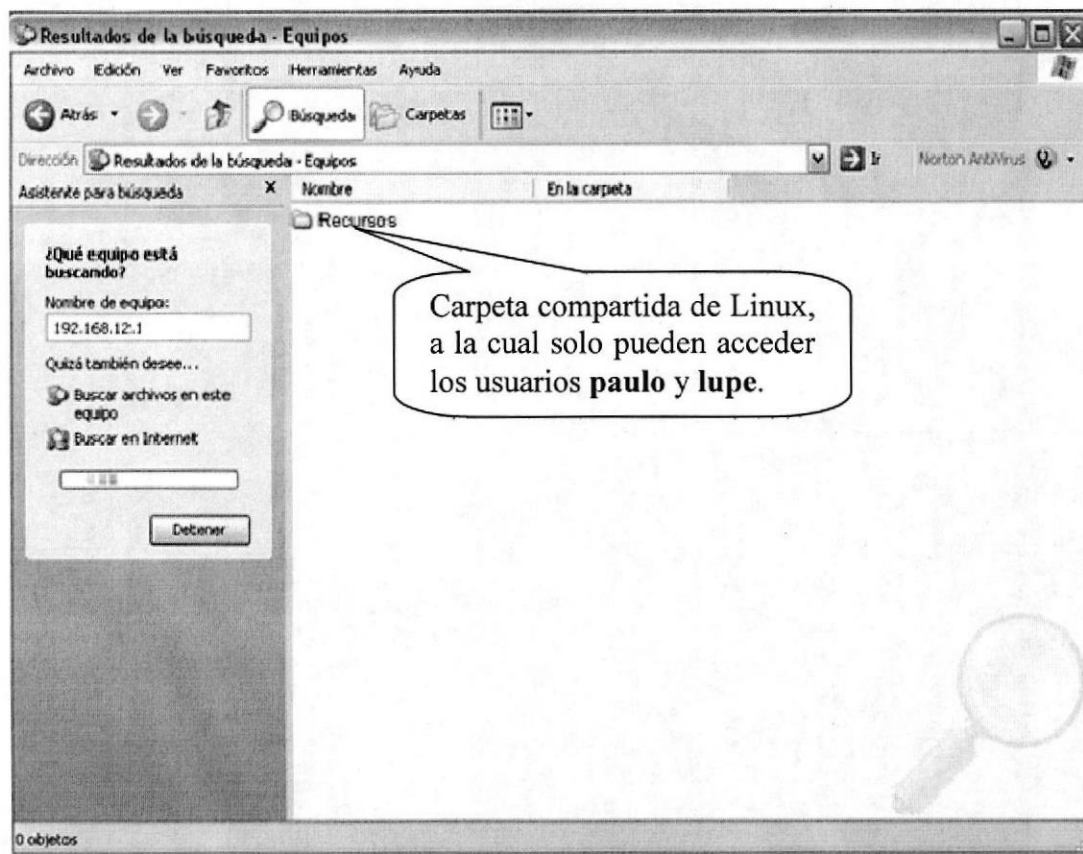 Resultados de la búsqueda - Equipos
Archivo Edición Ver Favoritos Herramientas Ayuda
Atrás Búsqueda Carpetas
Dirección Resultados de la búsqueda - Equipos Ir Norton AntiVirus
Asistente para búsqueda X Nombre En la carpeta
Recursos
¿Qué equipo está
buscando?
Nombre de equipo:
192.168.12.1
Quizá también desee...
Buscar archivos en este
equipo
Buscar en Internet
Detener
Carpeta compartida de Linux,
a la cual solo pueden acceder
los usuarios paulo y lupe.
0 objetos